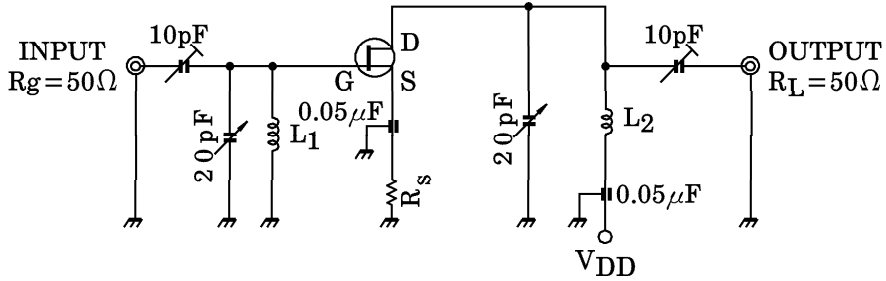 INPUT
Rg=50Ω
10pF
20pF
L1
G
D
S
0.05μF
Rs
20pF
L2
0.05μF
VDD
10pF
OUTPUT
RL=50Ω